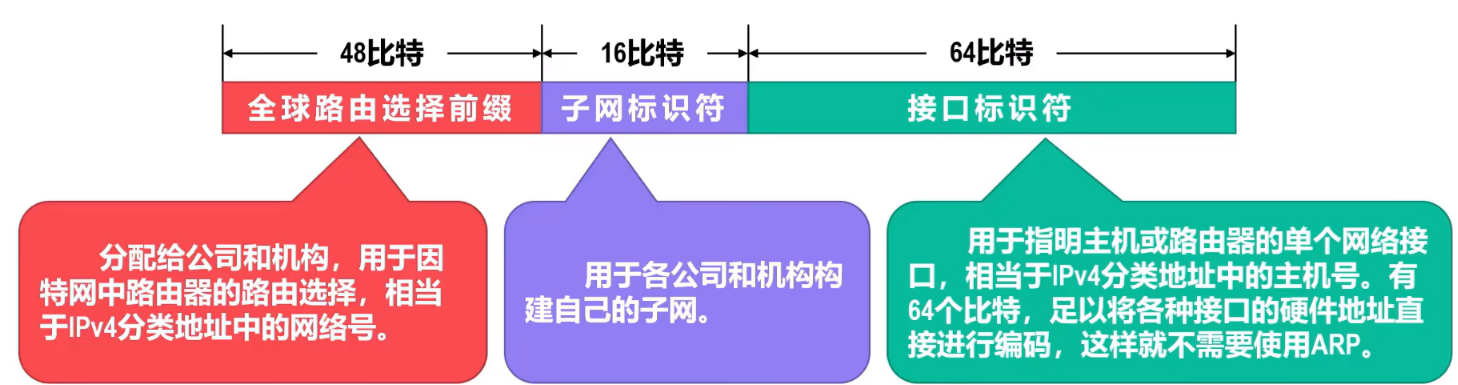 48比特 16比特 64比特
全球路由选择前缀 子网标识符 接口标识符
分配给公司和机构，用于因
特网中路由器的路由选择，相当
于IPv4分类地址中的网络号。
用于各公司和机构构
建自己的子网。
用于指明主机或路由器的单个网络接
口，相当于IPv4分类地址中的主机号。有
64个比特，足以将各种接口的硬件地址直
接进行编码，这样就不需要使用ARP。